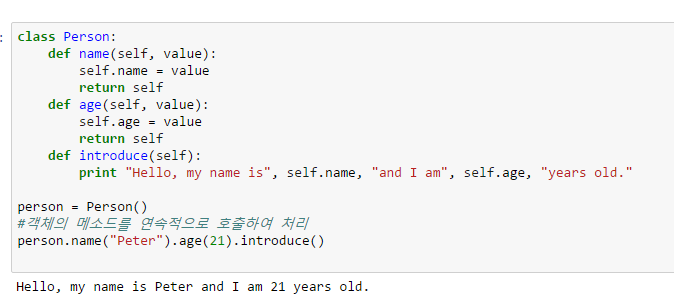 :
class Person:
    def name(self, value):
        self.name = value
        return self
    def age(self, value):
        self.age = value
        return self
    def introduce(self):
        print "Hello, my name is", self.name, "and I am", self.age, "years old."
person = Person()
#객체의 메소드를 연속적으로 호출하여 처리
person.name("Peter").age(21).introduce()
Hello, my name is Peter and I am 21 years old.